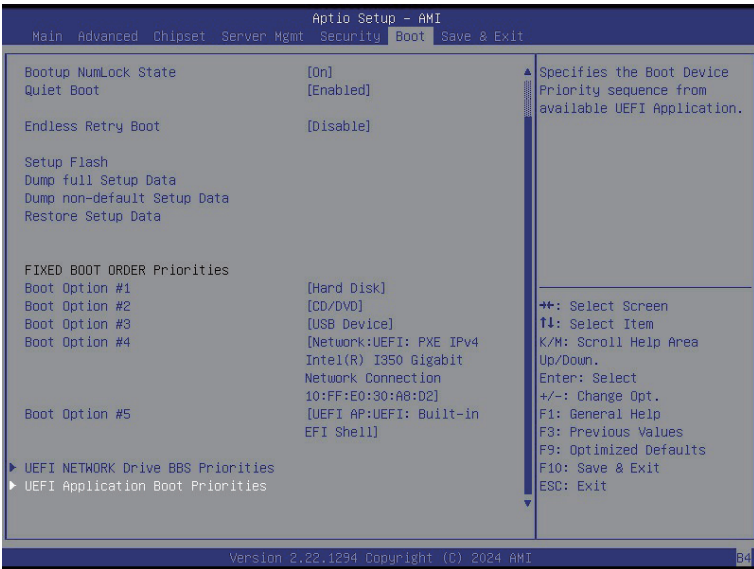 Aptio Setup – AMI
Main Advanced Chipset Server Mgmt Security Boot Save & Exit
Bootup NumLock State [On]
Quiet Boot [Enabled]
Endless Retry Boot [Disable]
Setup Flash
Dump full Setup Data
Dump non-default Setup Data
Restore Setup Data
FIXED BOOT ORDER Priorities
Boot Option #1 [Hard Disk]
Boot Option #2 [CD/DVD]
Boot Option #3 [USB Device]
Boot Option #4 [Network:UEFI: PXE IPv4
Intel(R) I350 Gigabit
Network Connection
10:FF:E0:30:A8:D2]
Boot Option #5 [UEFI AP:UEFI: Built-in
EFI Shell]
UEFI NETWORK Drive BBS Priorities
UEFI Application Boot Priorities
Specifies the Boot Device
Priority sequence from
available UEFI Application.
→←: Select Screen
↑↓: Select Item
K/M: Scroll Help Area
Up/Down.
Enter: Select
+/-: Change Opt.
F1: General Help
F3: Previous Values
F9: Optimized Defaults
F10: Save & Exit
ESC: Exit
Version 2.22.1294 Copyright (C) 2024 AMI
B4